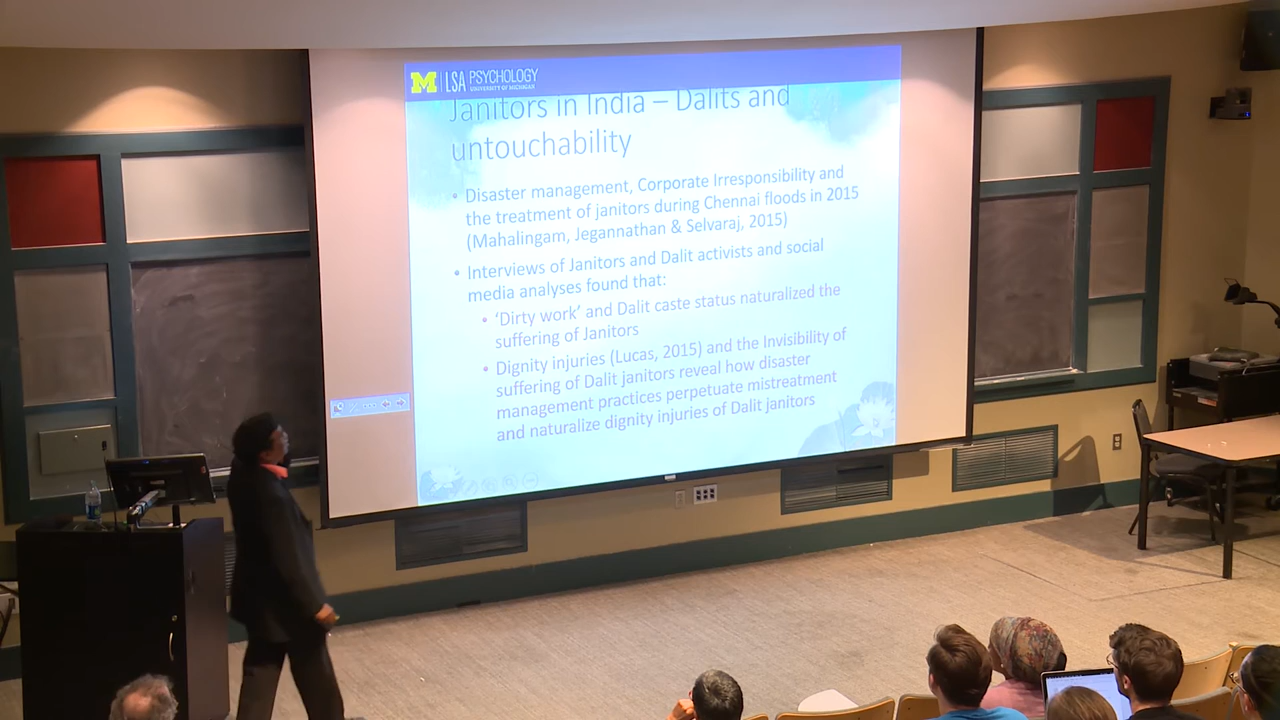 M | LSA PSYCHOLOGY
UNIVERSITY OF MICHIGAN
Janitors in India – Dalits and
untouchability
• Disaster management, Corporate Irresponsibility and
the treatment of janitors during Chennai floods in 2015
(Mahalingam, Jegannathan & Selvaraj, 2015)
• Interviews of Janitors and Dalit activists and social
media analyses found that:
• ‘Dirty work’ and Dalit caste status naturalized the
suffering of Janitors
• Dignity injuries (Lucas, 2015) and the Invisibility of
suffering of Dalit janitors reveal how disaster
management practices perpetuate mistreatment
and naturalize dignity injuries of Dalit janitors